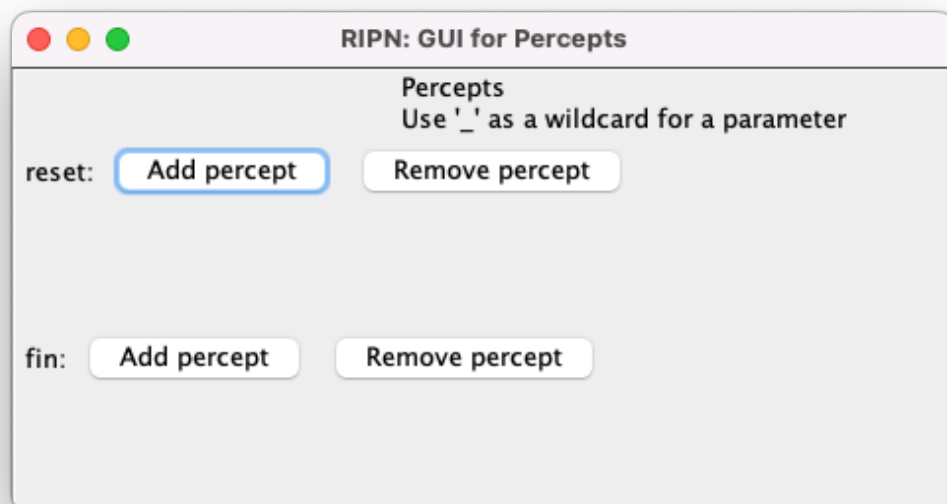 RIPN: GUI for Percepts
Percepts
Use '_' as a wildcard for a parameter
reset: Add percept Remove percept
fin: Add percept Remove percept